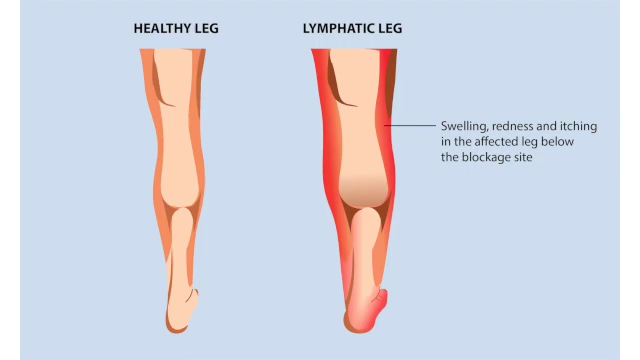 HEALTHY LEG
LYMPHATIC LEG
Swelling, redness and itching
in the affected leg below
the blockage site